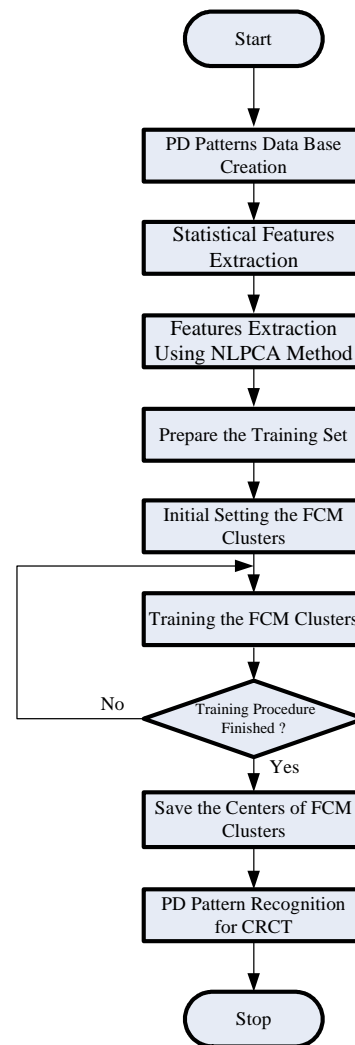 Start
PD Patterns Data Base
Creation
Statistical Features
Extraction
Features Extraction
Using NLPCA Method
Prepare the Training Set
Initial Setting the FCM
Clusters
Training the FCM Clusters
Training Procedure
Finished ?
No
Yes
Save the Centers of FCM
Clusters
PD Pattern Recognition
for CRCT
Stop